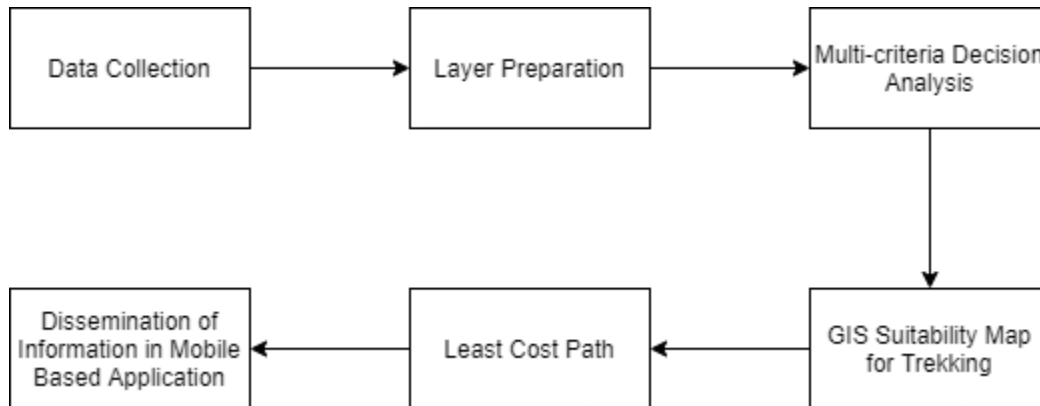 Data Collection
Layer Preparation
Multi-criteria Decision
Analysis
GIS Suitability Map
for Trekking
Least Cost Path
Dissemination of
Information in Mobile
Based Application